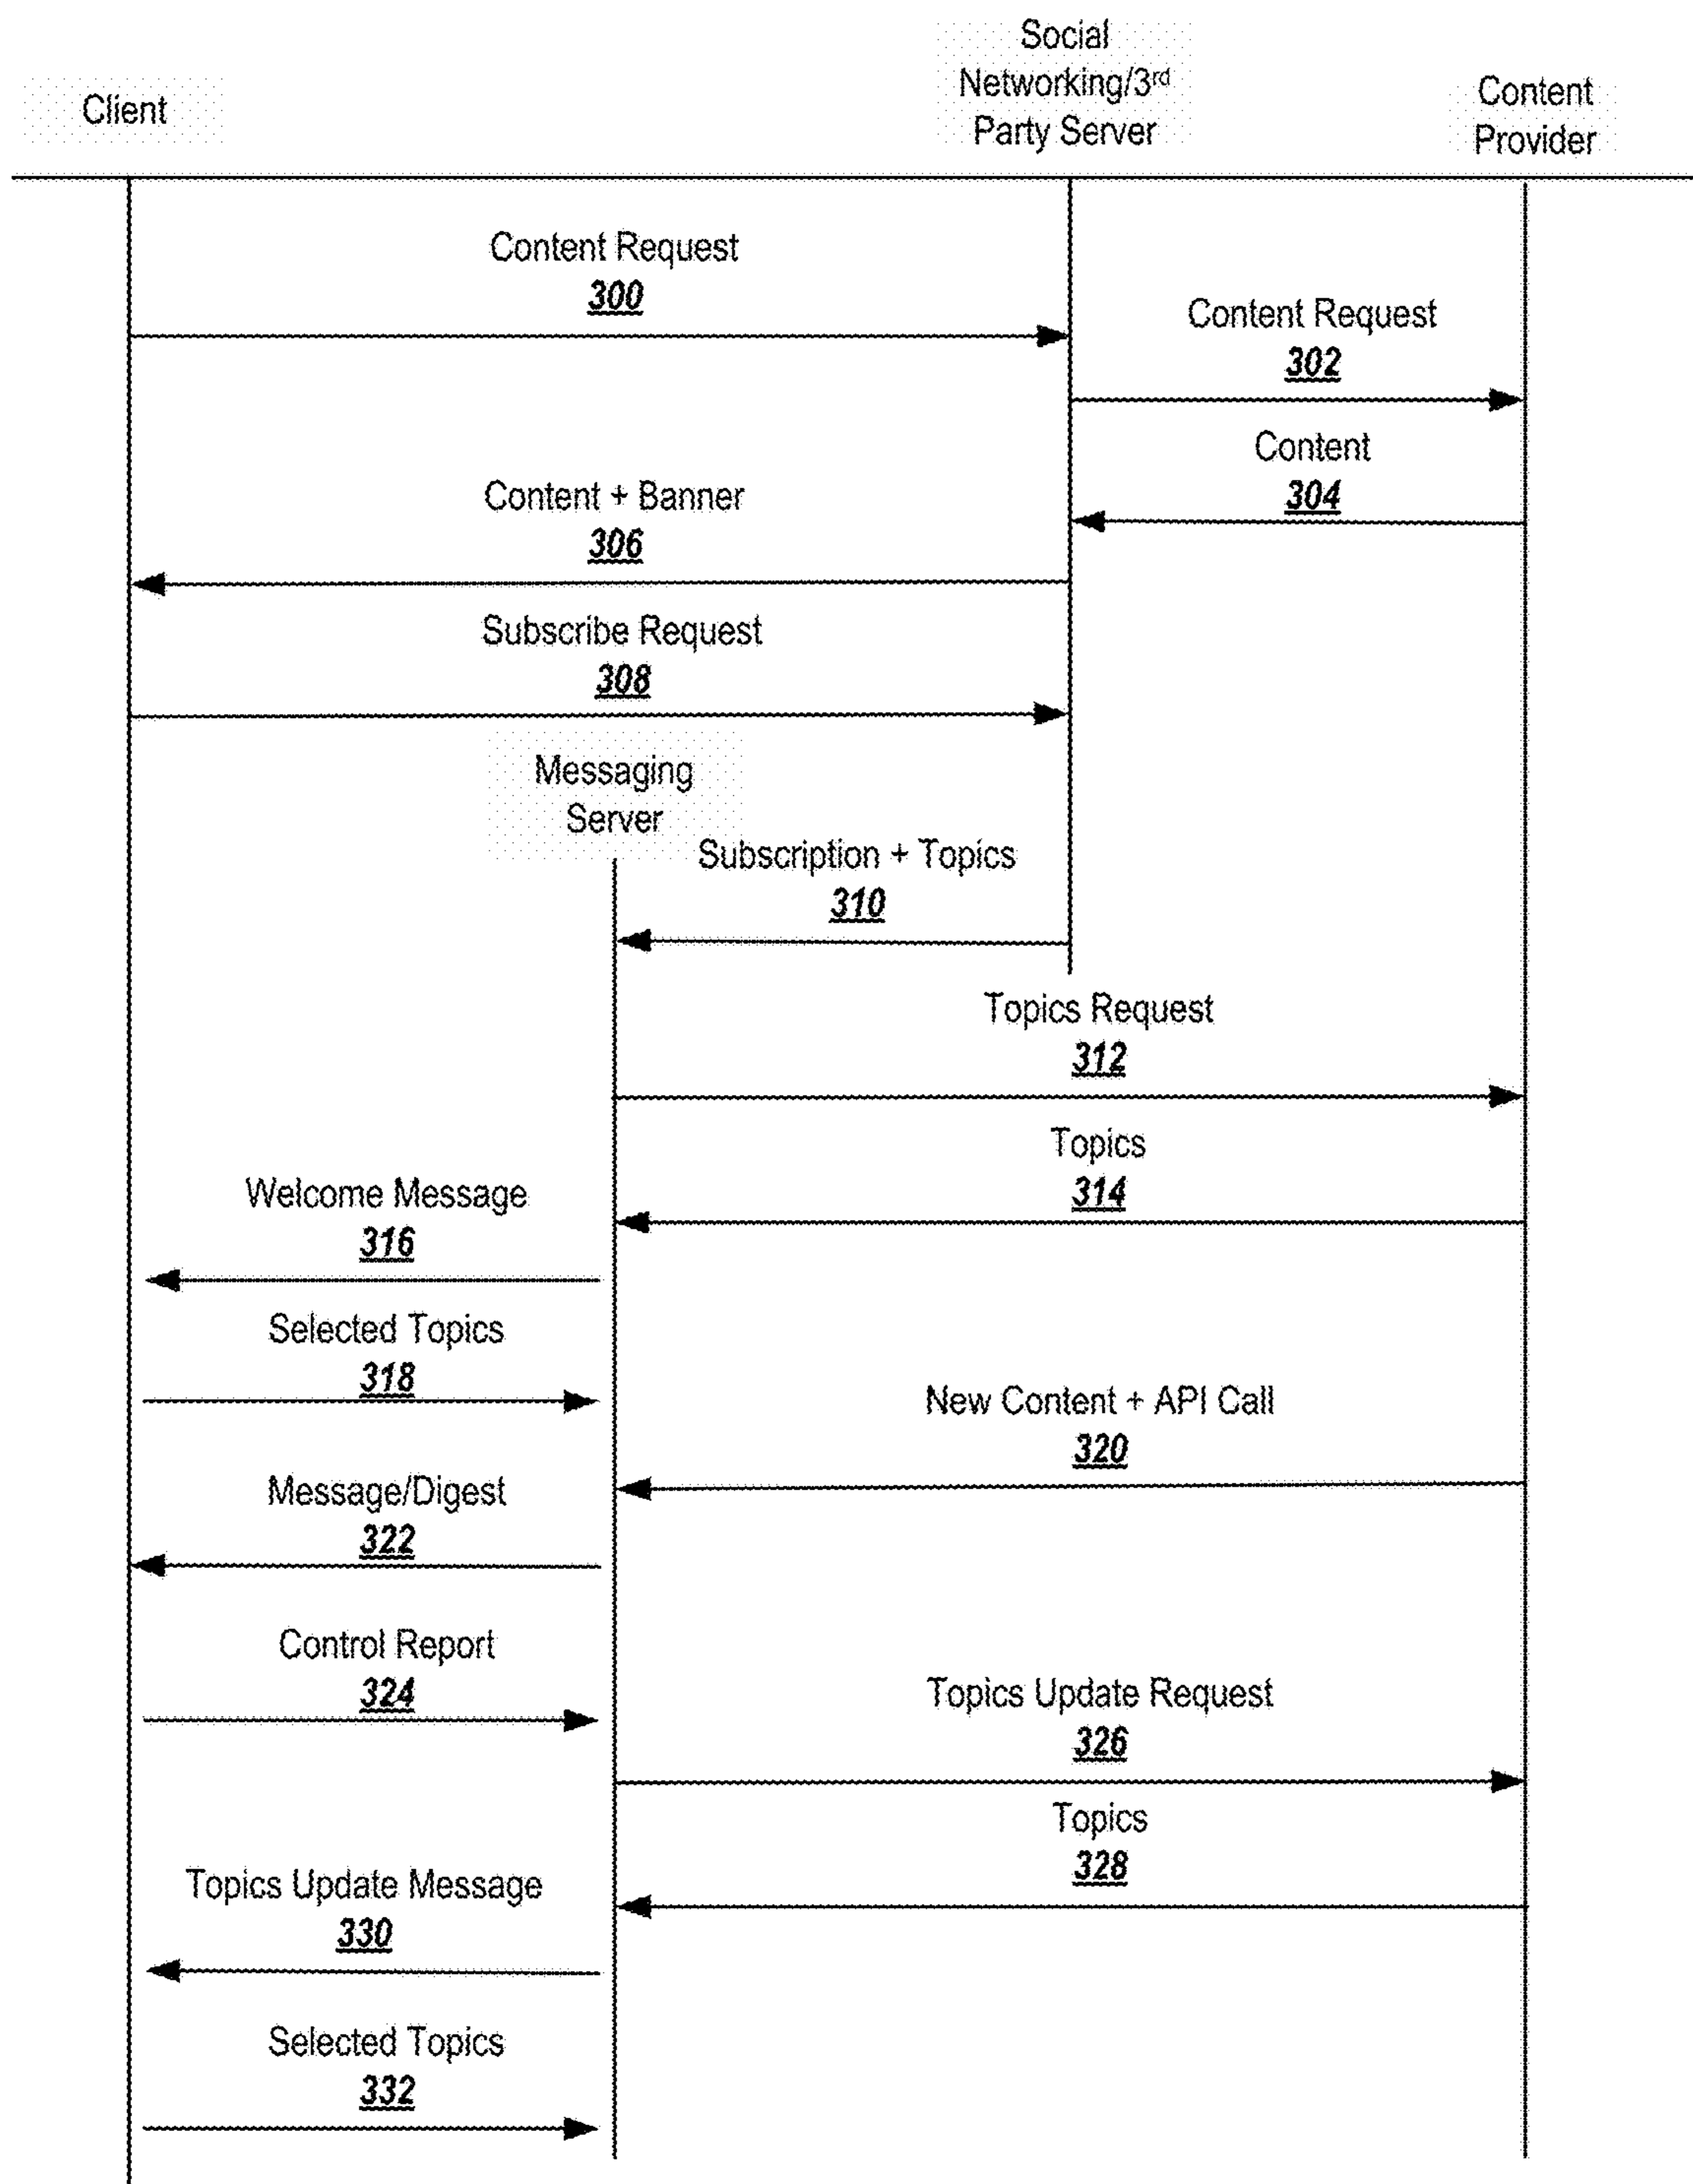 Social
Networking/3rd
Party Server
Client
Content
Provider
Content Request
300
Content Request
302
Content
304
Content + Banner
306
Subscribe Request
308
Messaging
Server
Subscription + Topics
310
Topics Request
312
Topics
314
Welcome Message
316
Selected Topics
318
New Content + API Call
320
Message/Digest
322
Control Report
324
Topics Update Request
326
Topics
328
Topics Update Message
330
Selected Topics
332